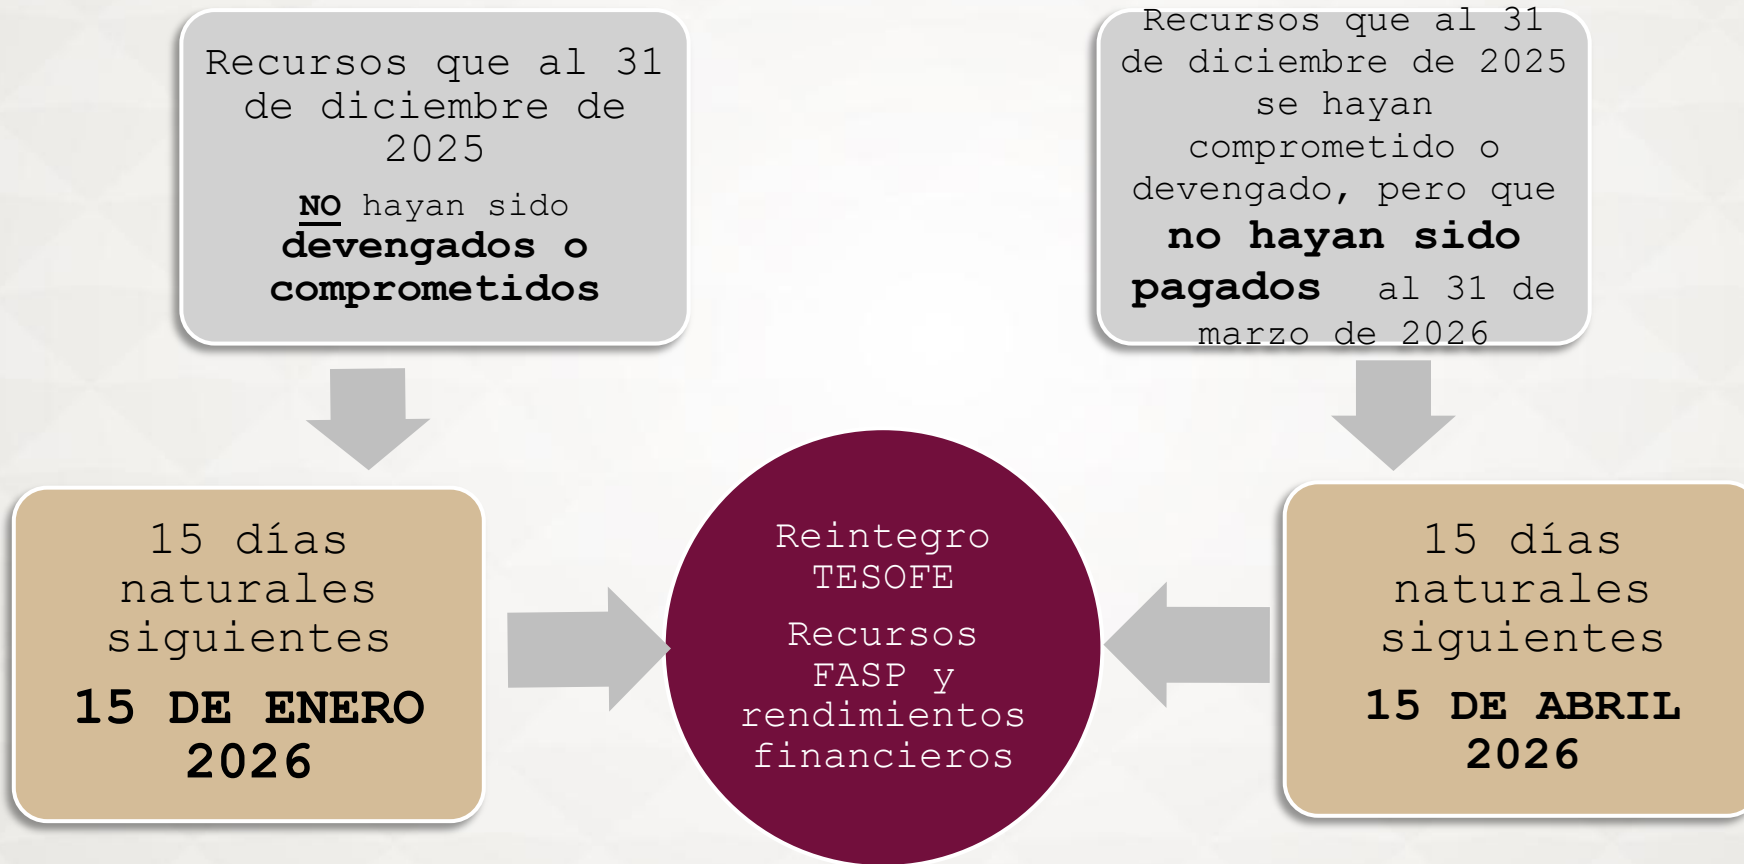 Recursos que al 31
de diciembre de
2025
NO hayan sido
devengados o
comprometidos
Recursos que al 31
de diciembre de 2025
se hayan
comprometido o
devengado, pero que
no hayan sido
pagados al 31 de
marzo de 2026
15 días
naturales
siguientes
15 DE ENERO
2026
Reintegro
TESOFE
Recursos
FASP y
rendimientos
financieros
15 días
naturales
siguientes
15 DE ABRIL
2026